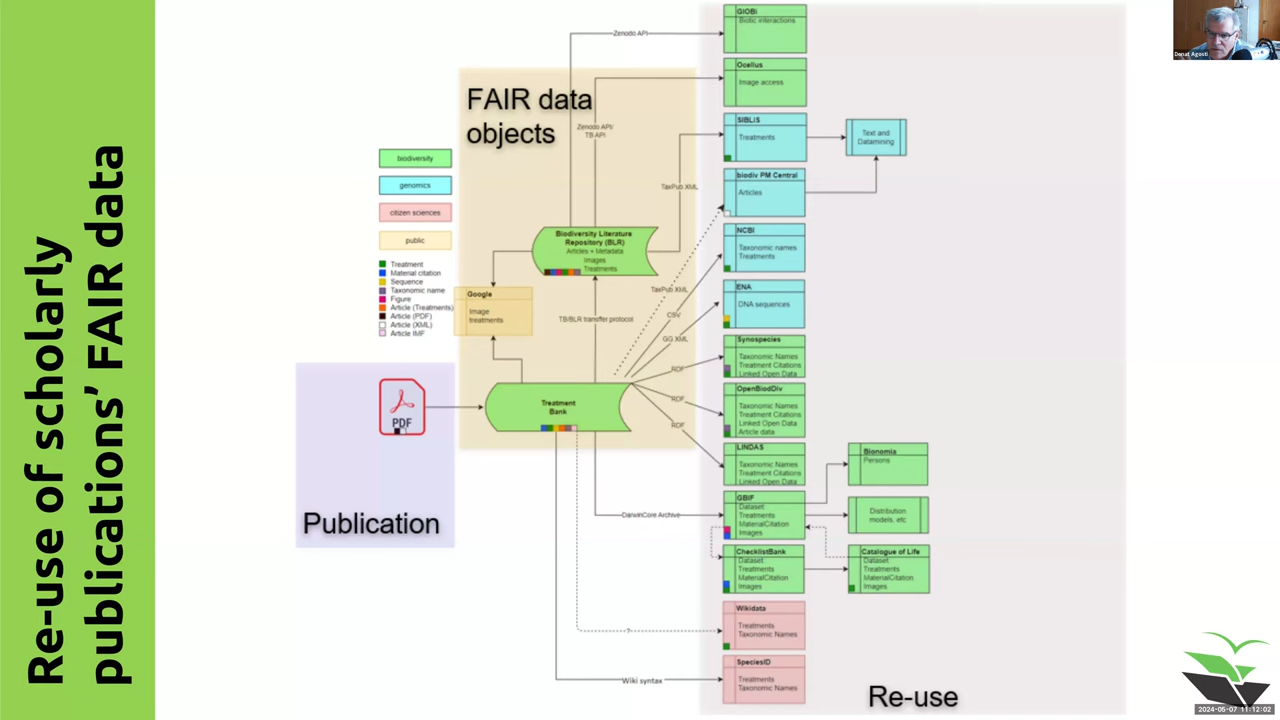 Re-use of scholarly
publications' FAIR data
biodiversity
genomics
citizen sciences
public
Treatment
Material citation
Sequence
Taxonomic name
Figure
Article (Treatments)
Article (PDF)
Article (XML)
Article IMF
PDF
Publication
FAIR data
objects
Zenodo API
Zenodo API/
TB API
TaxPub XML
Biodiversity Literature
Repository (BLR)
Articles + Metadata
Images
Treatments
Google
Image
treatments
TB/BLR transfer protocol
TaxPub XML
CSV
GG XML
RDF
RDF
RDF
Treatment
Bank
DarwinCore Archive
?
Wiki syntax
GlOBi
Biotic interactions
Ocellus
Image access
SIBLiS
Treatments
Text and
Datamining
biodiv PM Central
Articles
NCBI
Taxonomic names
Treatments
ENA
DNA sequences
Synospecies
Taxonomic Names
Treatment Citations
Linked Open Data
OpenBiodDiv
Taxonomic Names
Treatment Citations
Linked Open Data
Article data
LINDAS
Taxonomic Names
Treatment Citations
Linked Open Data
Bionomia
Persons
GBIF
Dataset
Treatments
MaterialCitation
Images
Distribution
models, etc
ChecklistBank
Dataset
Treatments
MaterialCitation
Images
Catalogue of Life
Dataset
Treatments
MaterialCitation
Images
Wikidata
Treatments
Taxonomic Names
SpeciesID
Treatments
Taxonomic Names
Re-use
Donat Agosti
2024-05-07 11:12:02